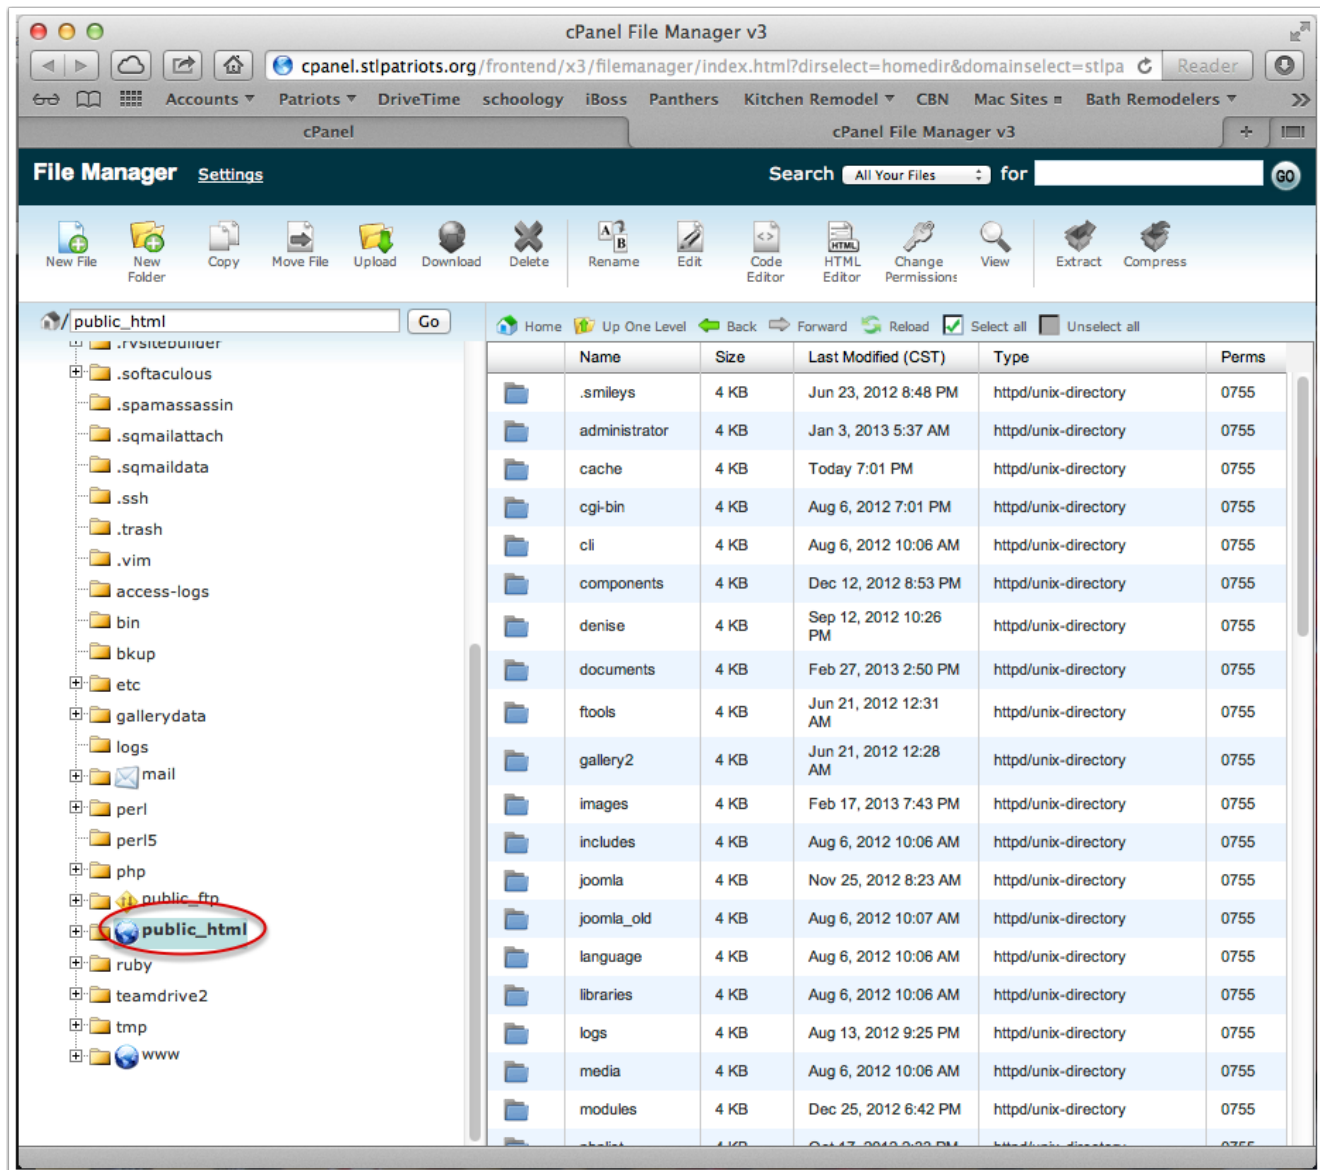 cPanel File Manager v3
cpanel.stlpatriots.org/frontend/x3/filemanager/index.html?dirselect=homedir&domainselect=stlpa Reader
Accounts Patriots DriveTime schoology iBoss Panthers Kitchen Remodel CBN Mac Sites Bath Remodelers
cPanel cPanel File Manager v3
File Manager Settings Search All Your Files for GO
New File New Folder Copy Move File Upload Download Delete Rename Edit Code Editor HTML Editor Change Permissions View Extract Compress
/ public_html Go
.rvsitebuilder
.softaculous
.spamassassin
.sqmailattach
.sqmaildata
.ssh
.trash
.vim
access-logs
bin
bkup
etc
gallerydata
logs
mail
perl
perl5
php
public_ftp
public_html
ruby
teamdrive2
tmp
www
Home Up One Level Back Forward Reload Select all Unselect all
Name Size Last Modified (CST) Type Perms
.smileys 4 KB Jun 23, 2012 8:48 PM httpd/unix-directory 0755
administrator 4 KB Jan 3, 2013 5:37 AM httpd/unix-directory 0755
cache 4 KB Today 7:01 PM httpd/unix-directory 0755
cgi-bin 4 KB Aug 6, 2012 7:01 PM httpd/unix-directory 0755
cli 4 KB Aug 6, 2012 10:06 AM httpd/unix-directory 0755
components 4 KB Dec 12, 2012 8:53 PM httpd/unix-directory 0755
denise 4 KB Sep 12, 2012 10:26 PM httpd/unix-directory 0755
documents 4 KB Feb 27, 2013 2:50 PM httpd/unix-directory 0755
ftools 4 KB Jun 21, 2012 12:31 AM httpd/unix-directory 0755
gallery2 4 KB Jun 21, 2012 12:28 AM httpd/unix-directory 0755
images 4 KB Feb 17, 2013 7:43 PM httpd/unix-directory 0755
includes 4 KB Aug 6, 2012 10:06 AM httpd/unix-directory 0755
joomla 4 KB Nov 25, 2012 8:23 AM httpd/unix-directory 0755
joomla_old 4 KB Aug 6, 2012 10:07 AM httpd/unix-directory 0755
language 4 KB Aug 6, 2012 10:06 AM httpd/unix-directory 0755
libraries 4 KB Aug 6, 2012 10:06 AM httpd/unix-directory 0755
logs 4 KB Aug 13, 2012 9:25 PM httpd/unix-directory 0755
media 4 KB Aug 6, 2012 10:06 AM httpd/unix-directory 0755
modules 4 KB Dec 25, 2012 6:42 PM httpd/unix-directory 0755